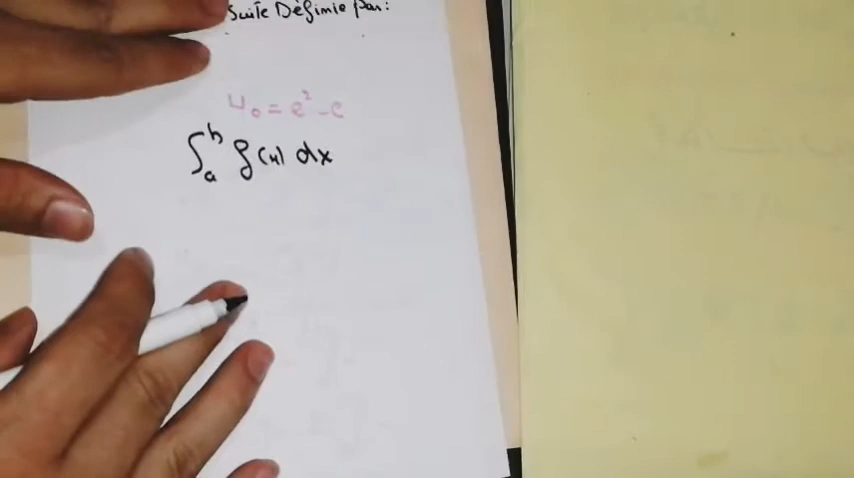 Suite Définie par:
U₀ = e² - e
∫ₐᵇ f(x) dx